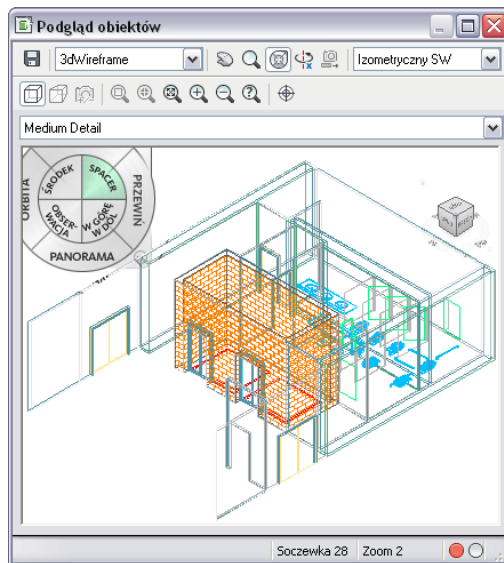 Podgląd obiektów
3dWireframe
Izometryczny SW
Medium Detail
ORBITA
ŚRODEK
SPACER
PRZEWIN
OBSER-
WACJA
W GÓRĘ
W DÓŁ
PANORAMA
Soczewka 28
Zoom 2